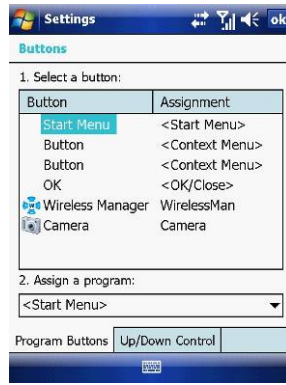 Settings
ok
Buttons
1. Select a button:
Button Assignment
Start Menu <Start Menu>
Button <Context Menu>
Button <Context Menu>
OK <OK/Close>
Wireless Manager WirelessMan
Camera Camera
2. Assign a program:
<Start Menu>
Program Buttons Up/Down Control